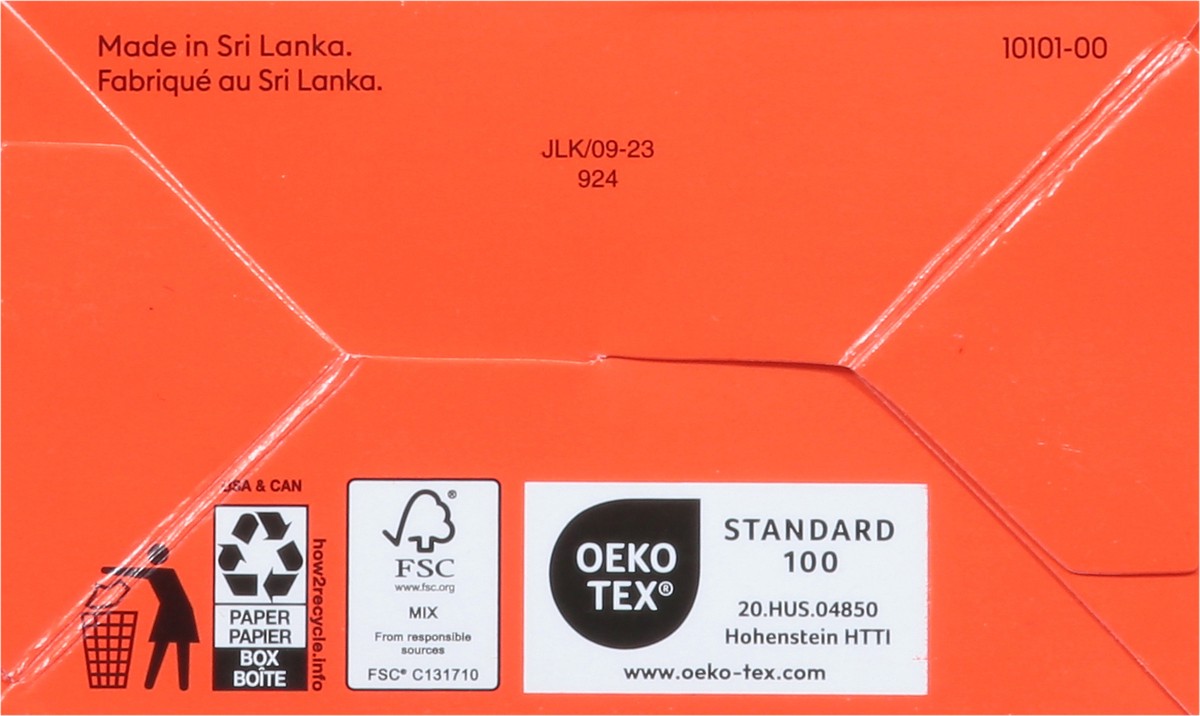 Made in Sri Lanka.
Fabriqué au Sri Lanka.
10101-00
JLK/09-23
924
USA & CAN
PAPER
PAPIER
BOX
BOÎTE
how2recycle.info
®
FSC
www.fsc.org
MIX
From responsible
sources
FSC® C131710
OEKO
TEX®
STANDARD
100
20.HUS.04850
Hohenstein HTTI
www.oeko-tex.com